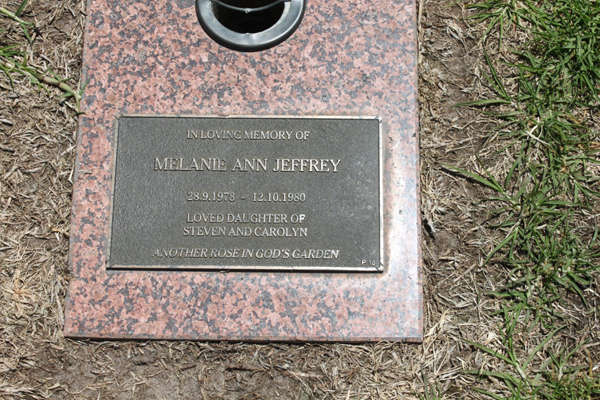 IN LOVING MEMORY OF
MELANIE ANN JEFFREY
28.9.1978 - 12.10.1980
LOVED DAUGHTER OF
STEVEN AND CAROLYN
ANOTHER ROSE IN GOD'S GARDEN